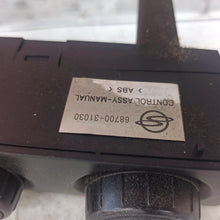 68700-31030
CONTROL ASSY-MANUAL
> ABS <